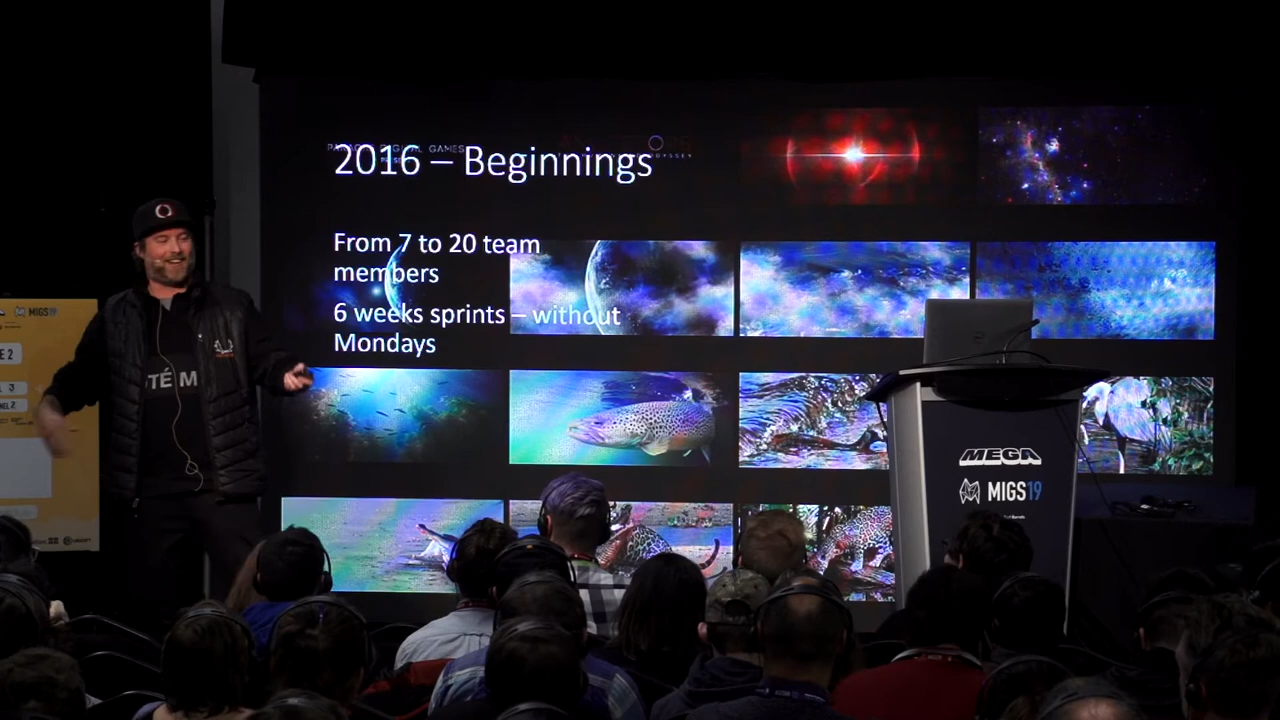 2016 – Beginnings
From 7 to 20 team
members
6 weeks sprints – without
Mondays
MEGA
MIGS19
MIGS19
TÉ M